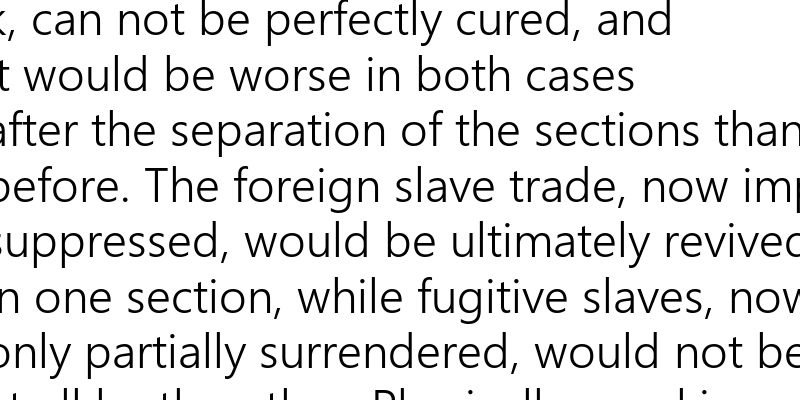 , can not be perfectly cured, and
would be worse in both cases
after the separation of the sections than
before. The foreign slave trade, now
suppressed, would be ultimately revived
in one section, while fugitive slaves, now
only partially surrendered, would not be